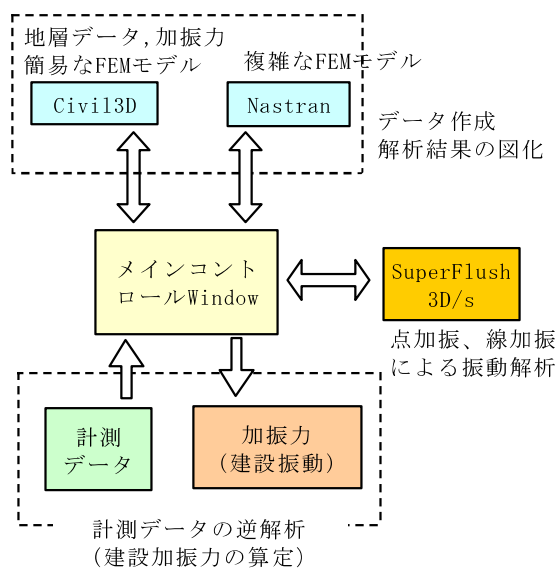 地層データ,加振力
簡易なFEMモデル
複雑なFEMモデル
Civil3D
Nastran
データ作成
解析結果の図化
メインコント
ロールWindow
SuperFlush
3D/s
点加振、線加振
による振動解析
計測
データ
加振力
(建設振動)
計測データの逆解析
(建設加振力の算定)